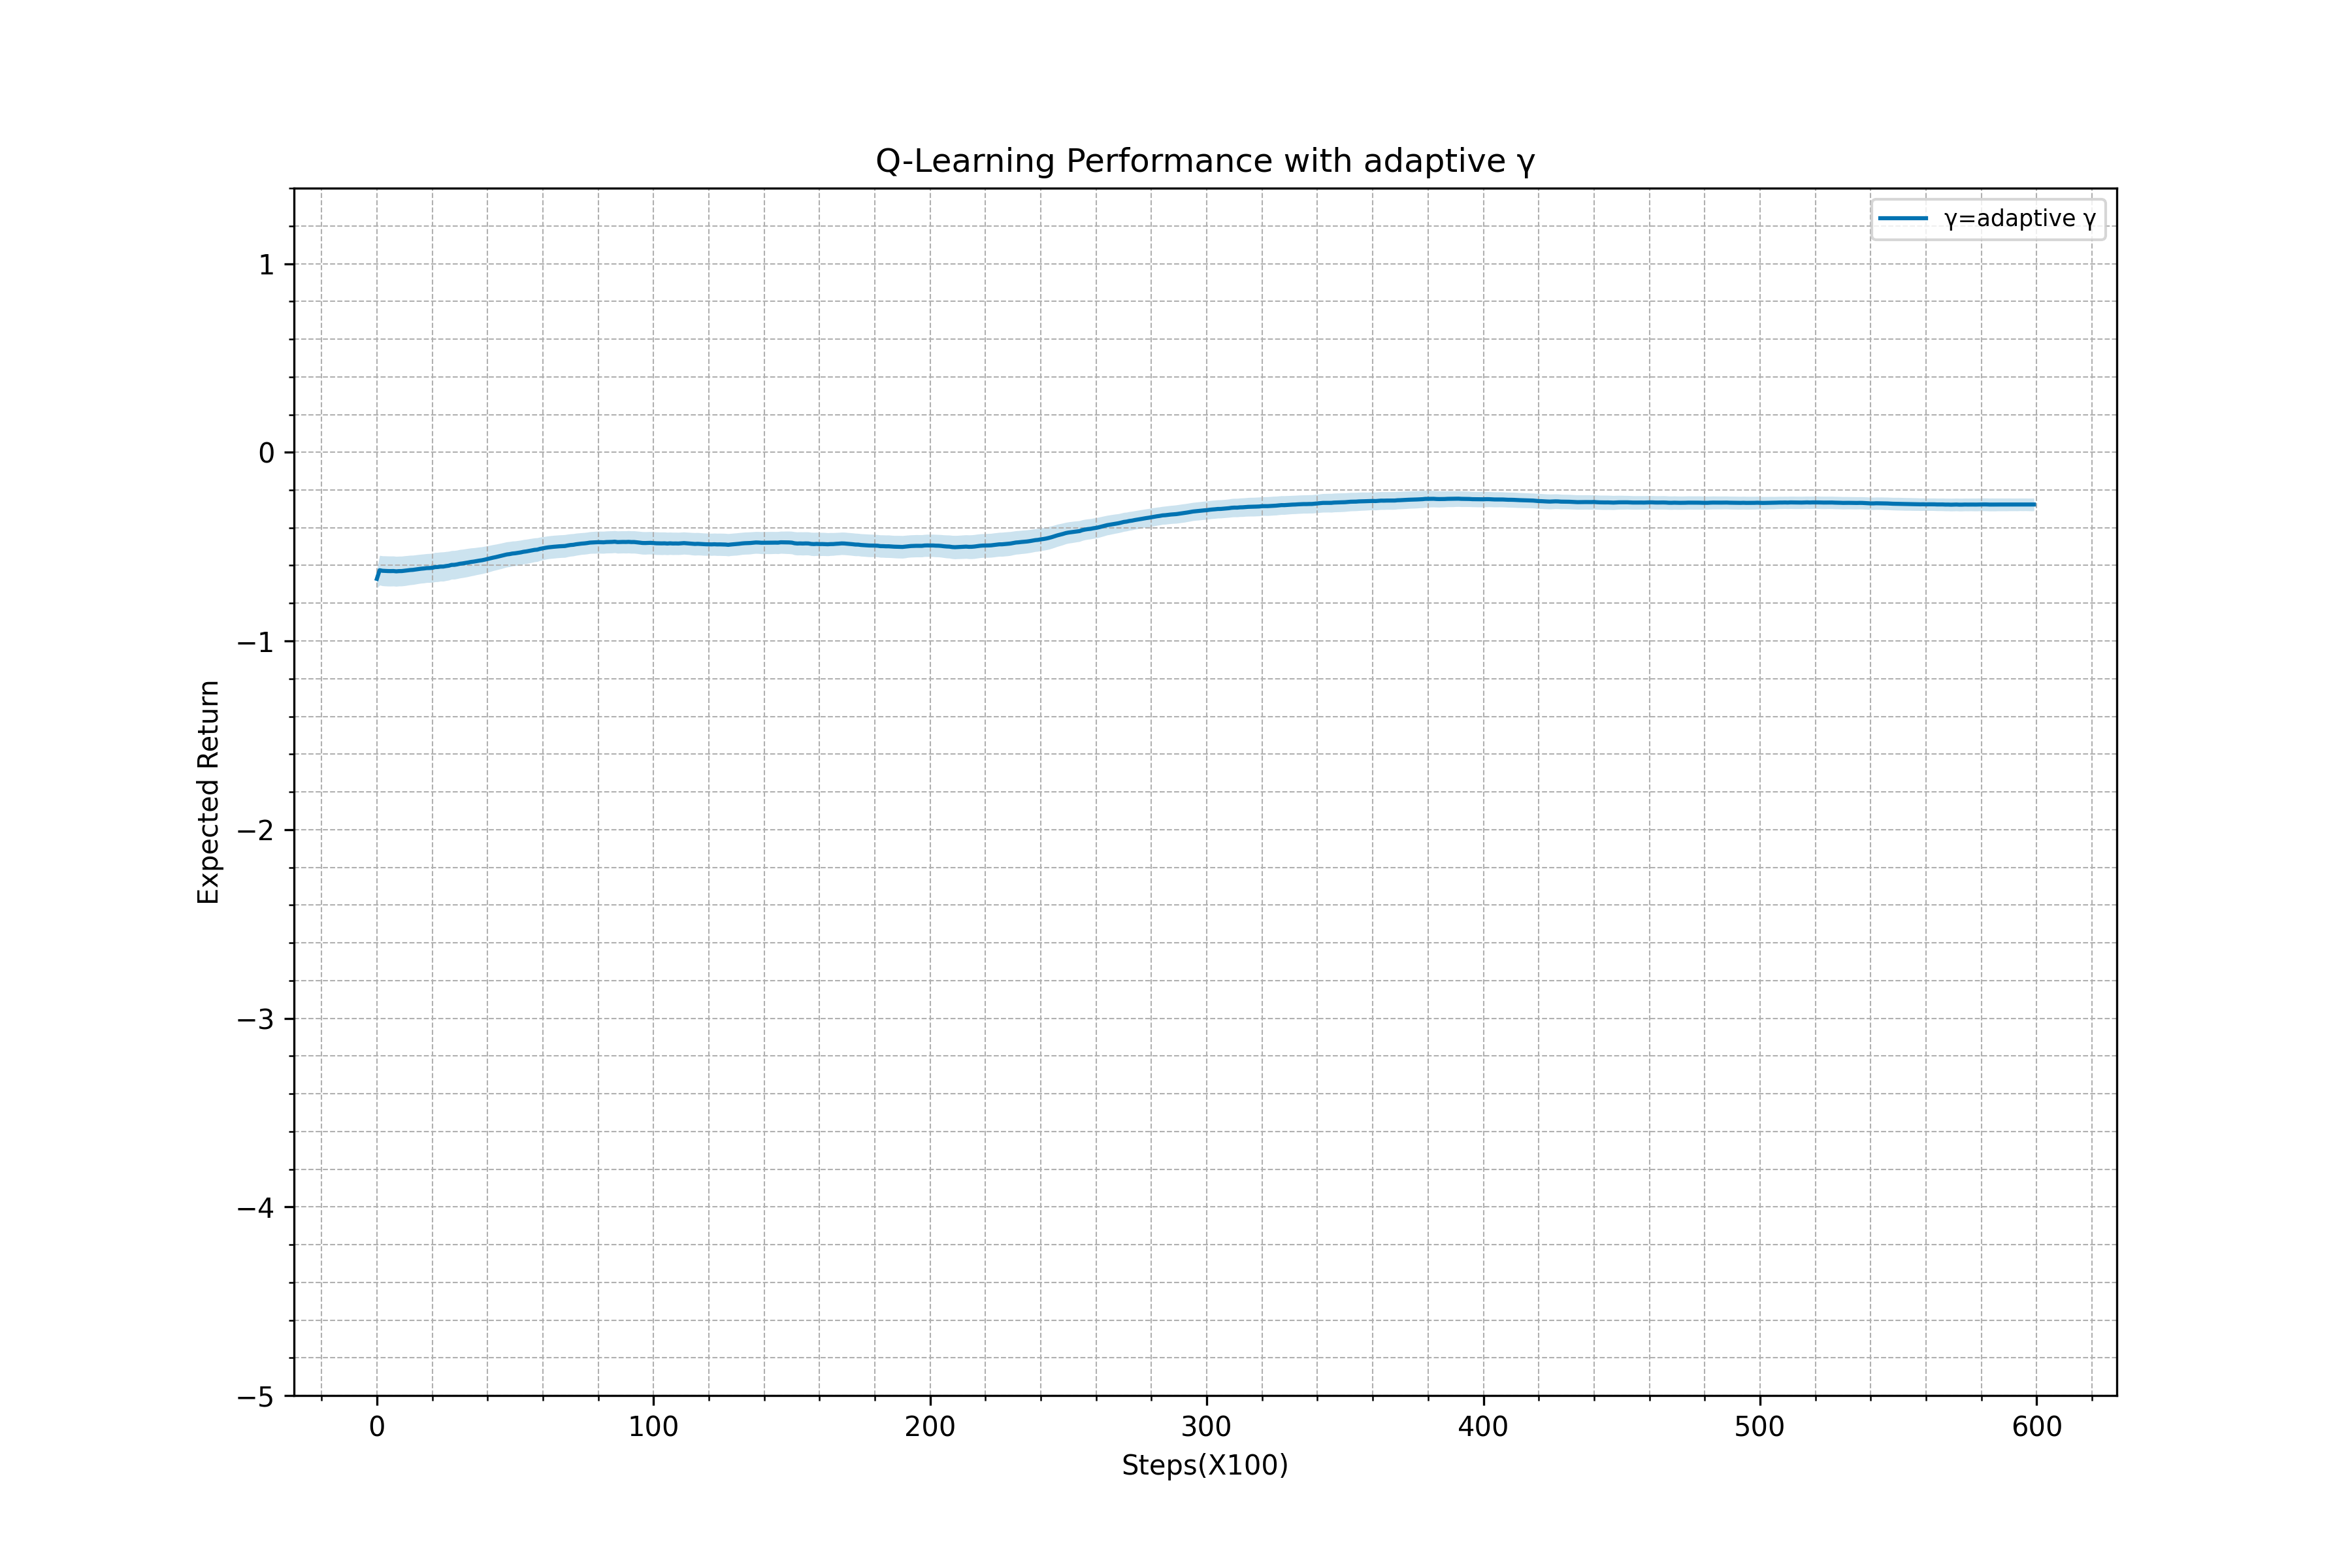 Q-Learning Performance with adaptive γ
γ=adaptive γ
1
0
−1
−2
−3
−4
−5
Expected Return
0 100 200 300 400 500 600
Steps(X100)